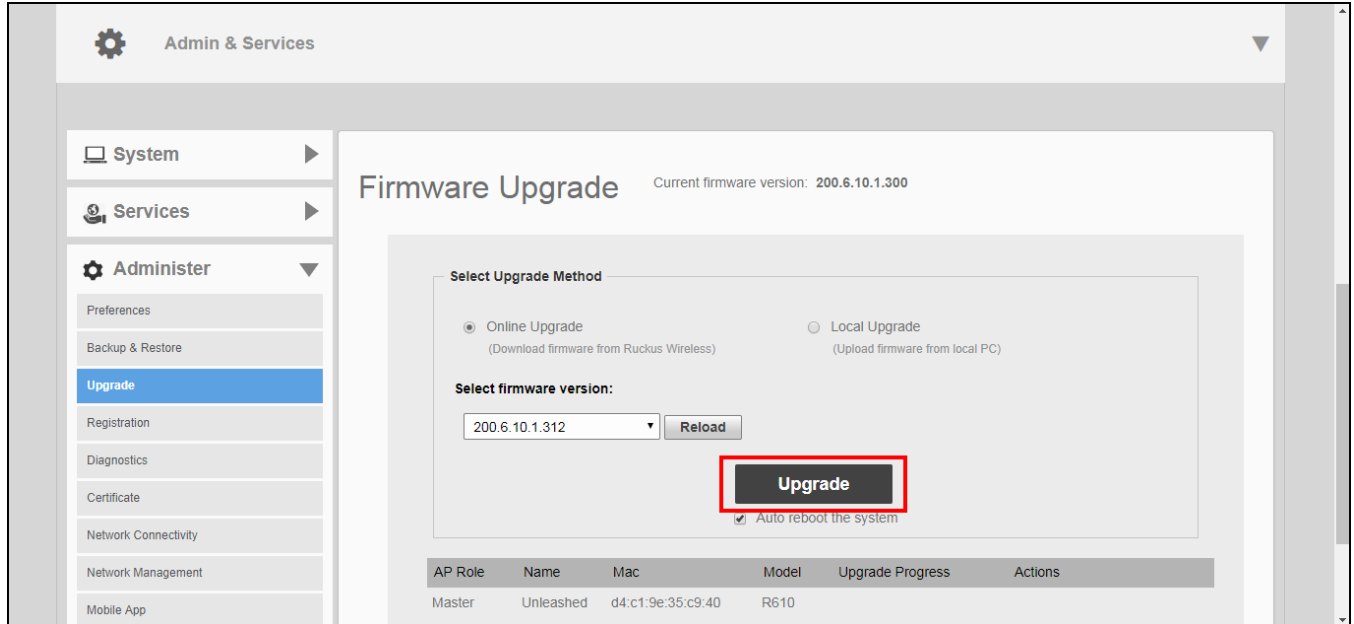 Admin & Services
System
Services
Administer
Preferences
Backup & Restore
Upgrade
Registration
Diagnostics
Certificate
Network Connectivity
Network Management
Mobile App
Firmware Upgrade Current firmware version: 200.6.10.1.300
Select Upgrade Method
Online Upgrade Local Upgrade
(Download firmware from Ruckus Wireless) (Upload firmware from local PC)
Select firmware version:
200.6.10.1.312 Reload
Upgrade
Auto reboot the system
AP Role Name Mac Model Upgrade Progress Actions
Master Unleashed d4:c1:9e:35:c9:40 R610